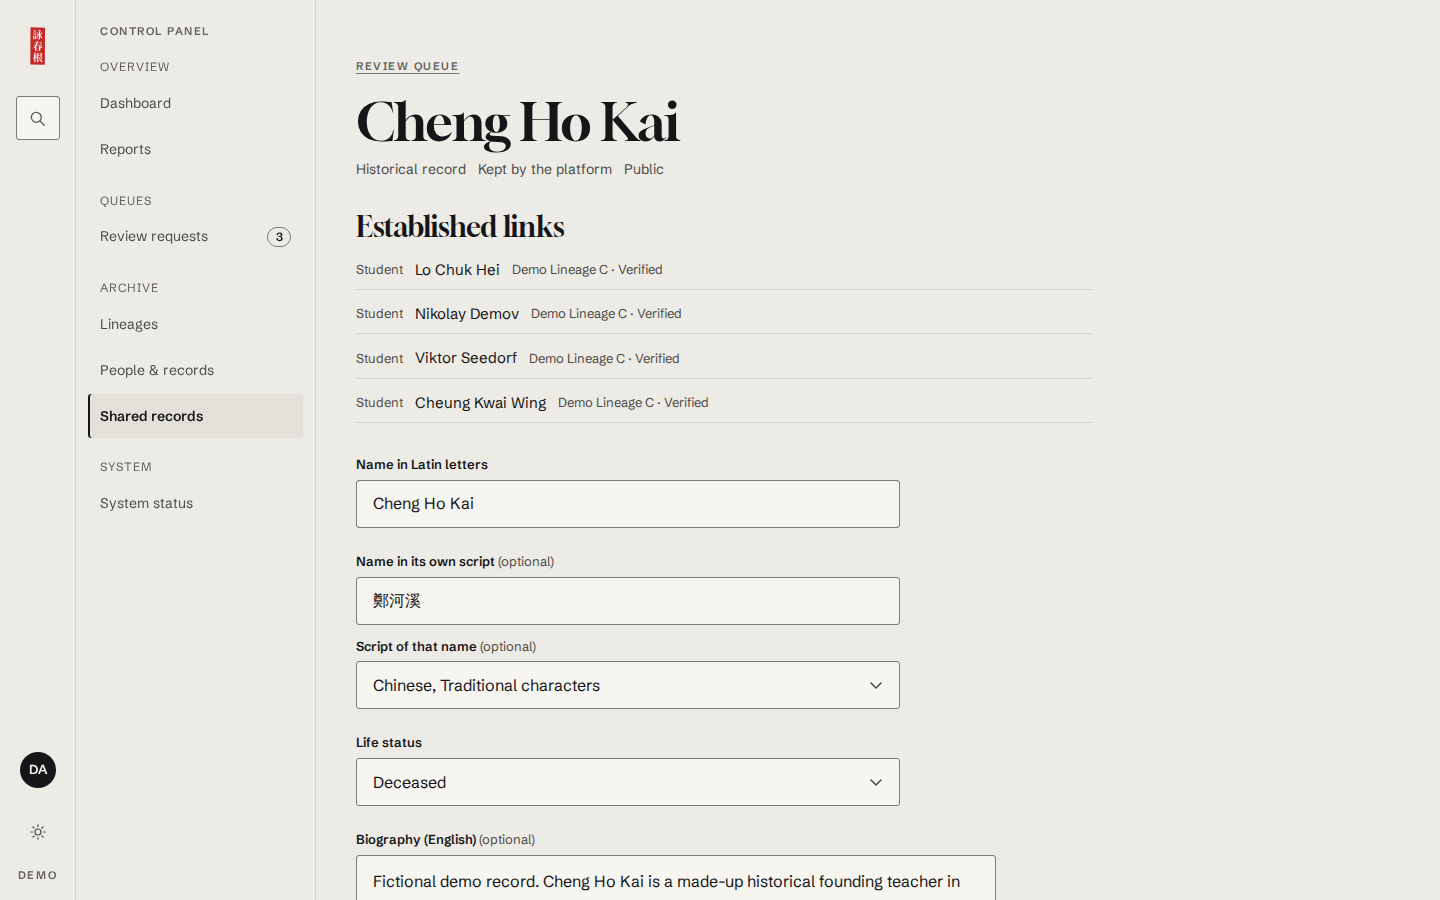 詠春根
CONTROL PANEL
OVERVIEW
Dashboard
Reports
QUEUES
Review requests 3
ARCHIVE
Lineages
People & records
Shared records
SYSTEM
System status
DA
DEMO
REVIEW QUEUE
Cheng Ho Kai
Historical record Kept by the platform Public
Established links
Student Lo Chuk Hei Demo Lineage C · Verified
Student Nikolay Demov Demo Lineage C · Verified
Student Viktor Seedorf Demo Lineage C · Verified
Student Cheung Kwai Wing Demo Lineage C · Verified
Name in Latin letters
Cheng Ho Kai
Name in its own script (optional)
鄭河溪
Script of that name (optional)
Chinese, Traditional characters
Life status
Deceased
Biography (English) (optional)
Fictional demo record. Cheng Ho Kai is a made-up historical founding teacher in